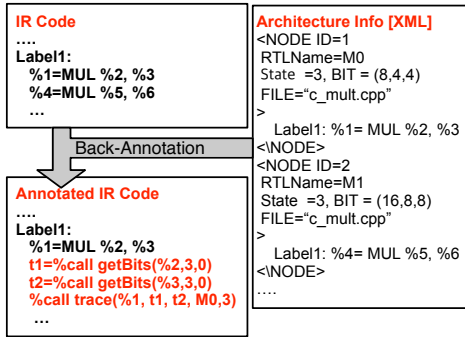 IR Code
....
Label1:
%1=MUL %2, %3
%4=MUL %5, %6
...
Back-Annotation
Annotated IR Code
....
Label1:
%1=MUL %2, %3
t1=%call getBits(%2,3,0)
t2=%call getBits(%3,3,0)
%call trace(%1, t1, t2, M0,3)
...
Architecture Info [XML]
<NODE ID=1
RTLName=M0
State =3, BIT = (8,4,4)
FILE=“c_mult.cpp”
>
Label1: %1= MUL %2, %3
<\NODE>
<NODE ID=2
RTLName=M1
State =3, BIT = (16,8,8)
FILE=“c_mult.cpp”
>
Label1: %4= MUL %5, %6
<\NODE>
....